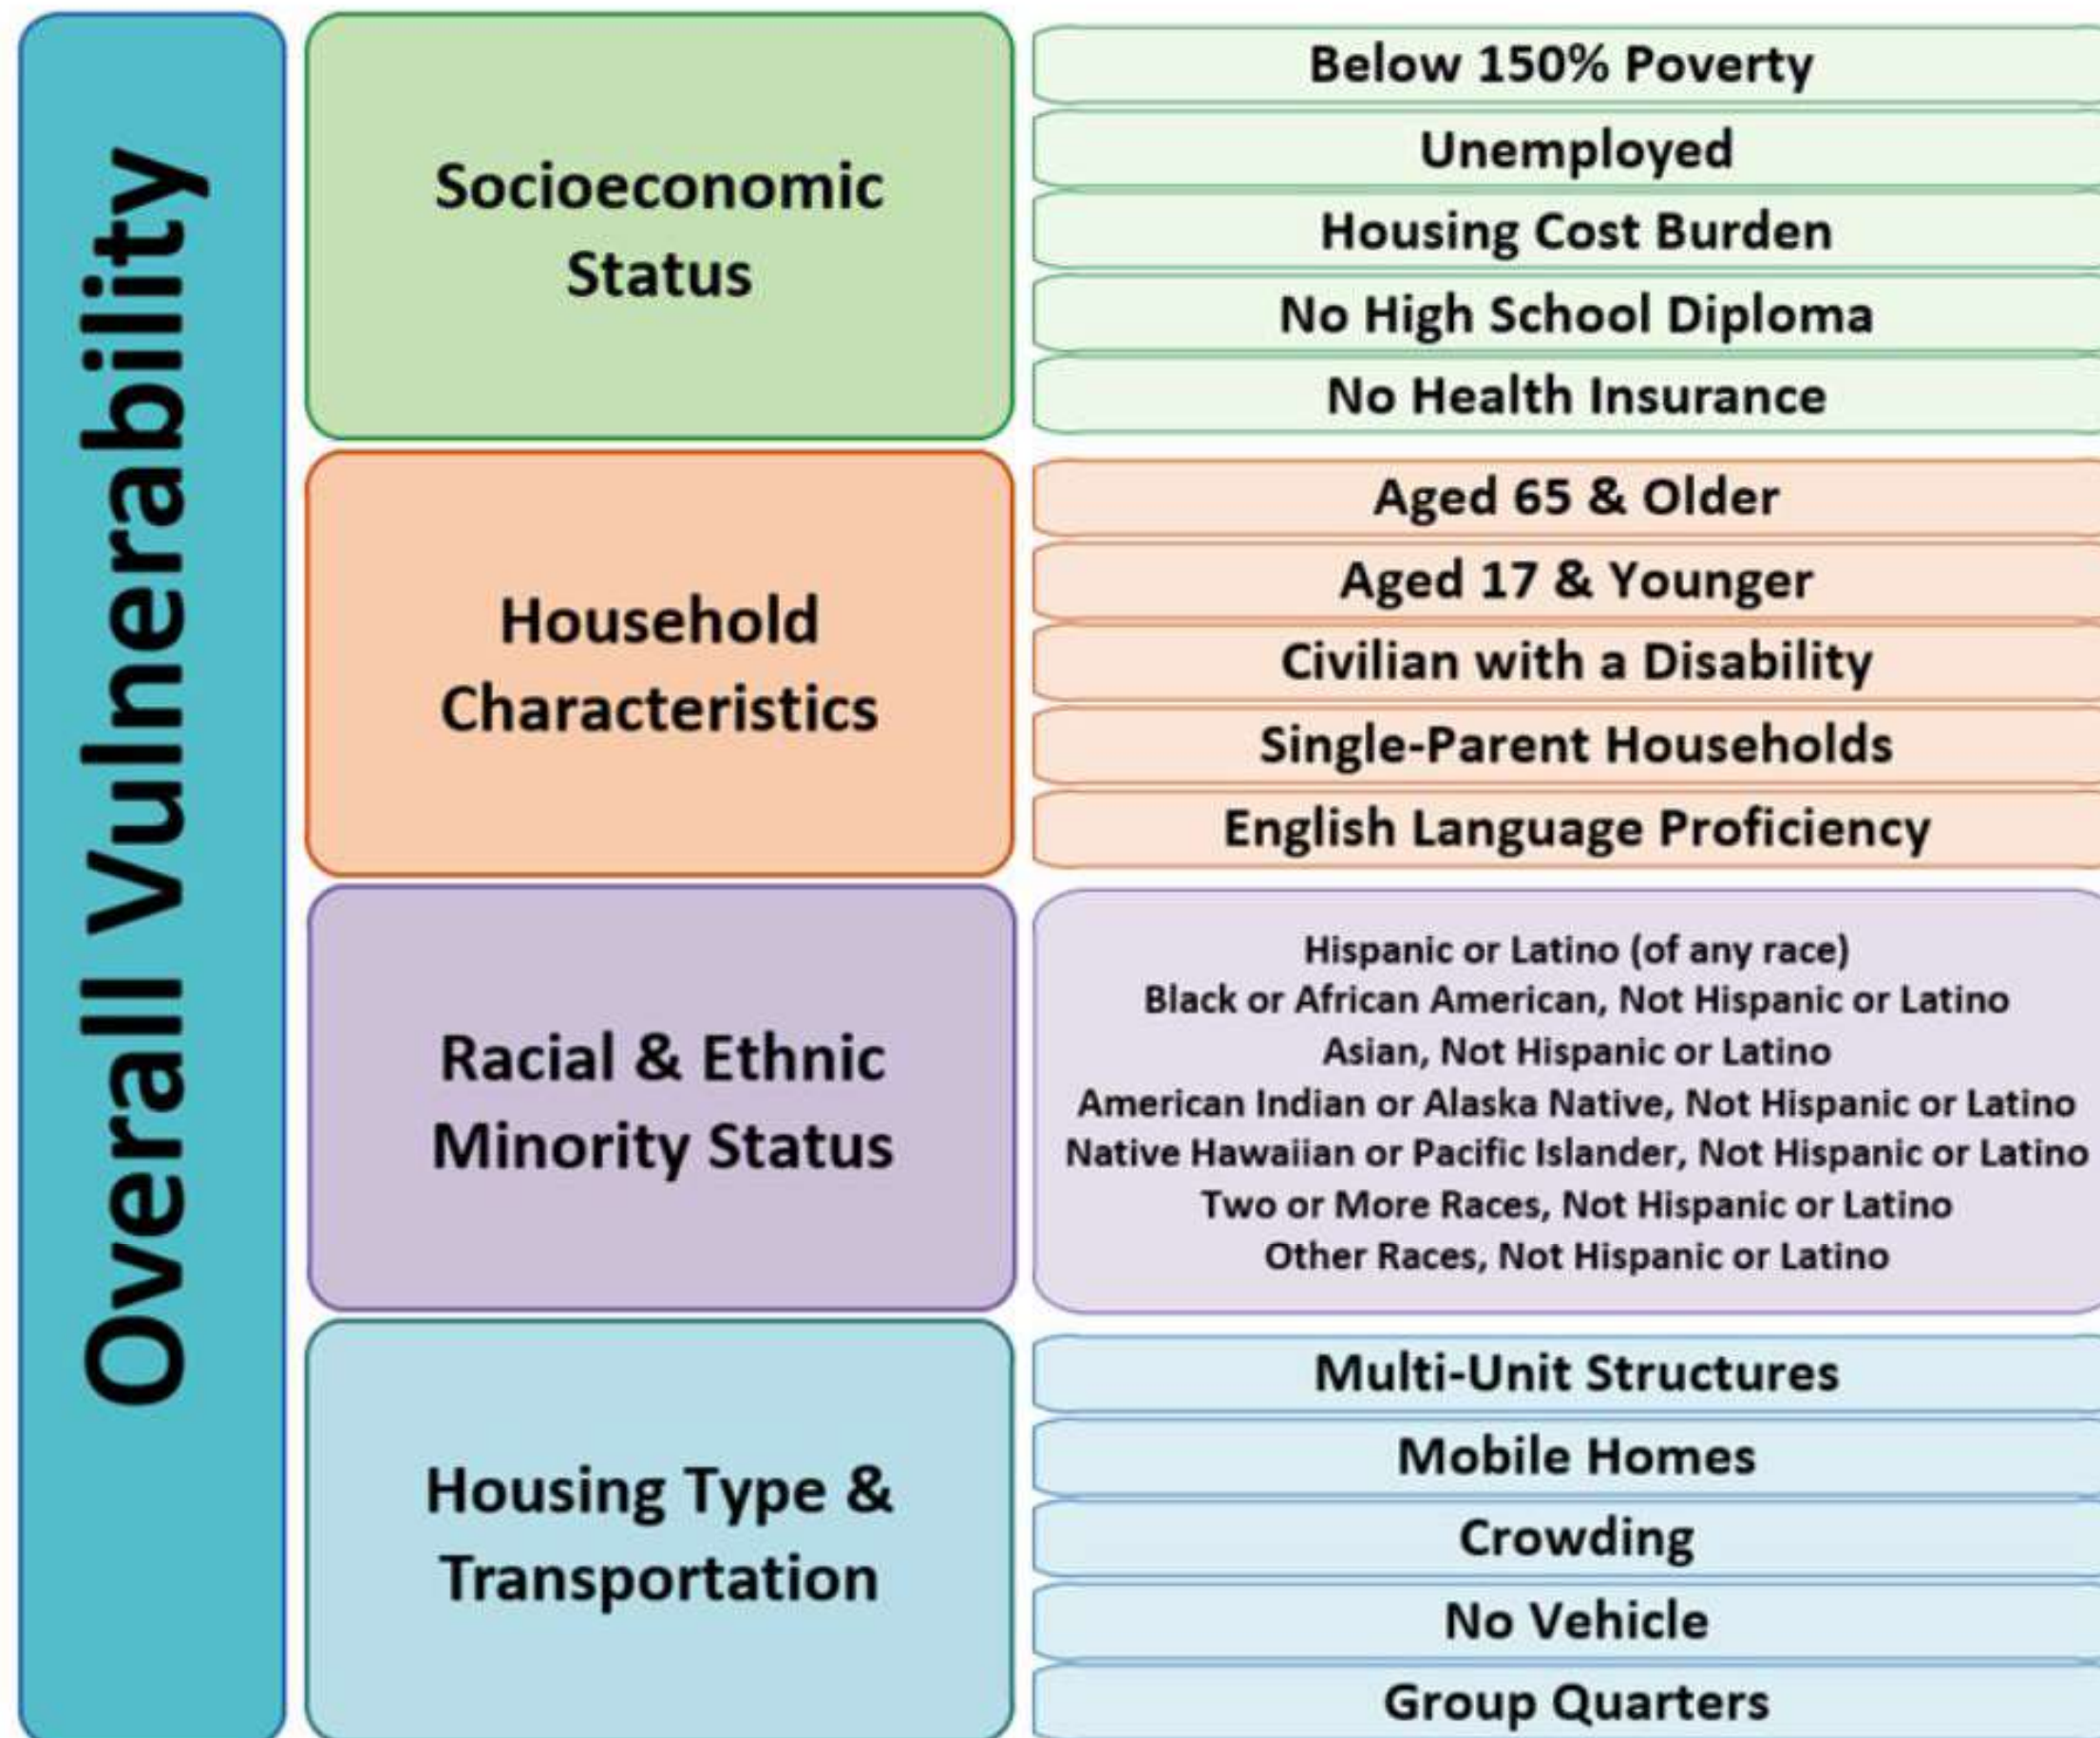 Overall Vulnerability
Socioeconomic
Status
Below 150% Poverty
Unemployed
Housing Cost Burden
No High School Diploma
No Health Insurance
Household
Characteristics
Aged 65 & Older
Aged 17 & Younger
Civilian with a Disability
Single-Parent Households
English Language Proficiency
Racial & Ethnic
Minority Status
Hispanic or Latino (of any race)
Black or African American, Not Hispanic or Latino
Asian, Not Hispanic or Latino
American Indian or Alaska Native, Not Hispanic or Latino
Native Hawaiian or Pacific Islander, Not Hispanic or Latino
Two or More Races, Not Hispanic or Latino
Other Races, Not Hispanic or Latino
Housing Type &
Transportation
Multi-Unit Structures
Mobile Homes
Crowding
No Vehicle
Group Quarters